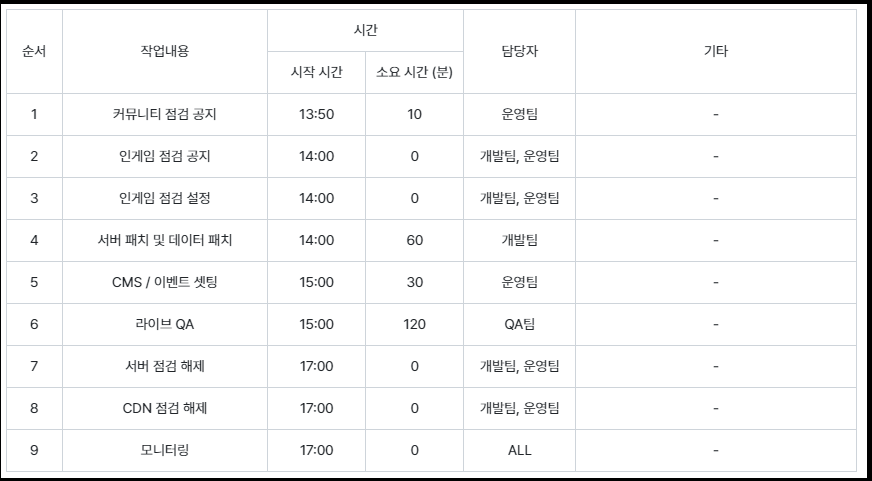 순서 작업내용 시간 담당자 기타
시작 시간 소요 시간 (분)
1 커뮤니티 점검 공지 13:50 10 운영팀 -
2 인게임 점검 공지 14:00 0 개발팀, 운영팀 -
3 인게임 점검 설정 14:00 0 개발팀, 운영팀 -
4 서버 패치 및 데이터 패치 14:00 60 개발팀 -
5 CMS / 이벤트 셋팅 15:00 30 운영팀 -
6 라이브 QA 15:00 120 QA팀 -
7 서버 점검 해제 17:00 0 개발팀, 운영팀 -
8 CDN 점검 해제 17:00 0 개발팀, 운영팀 -
9 모니터링 17:00 0 ALL -